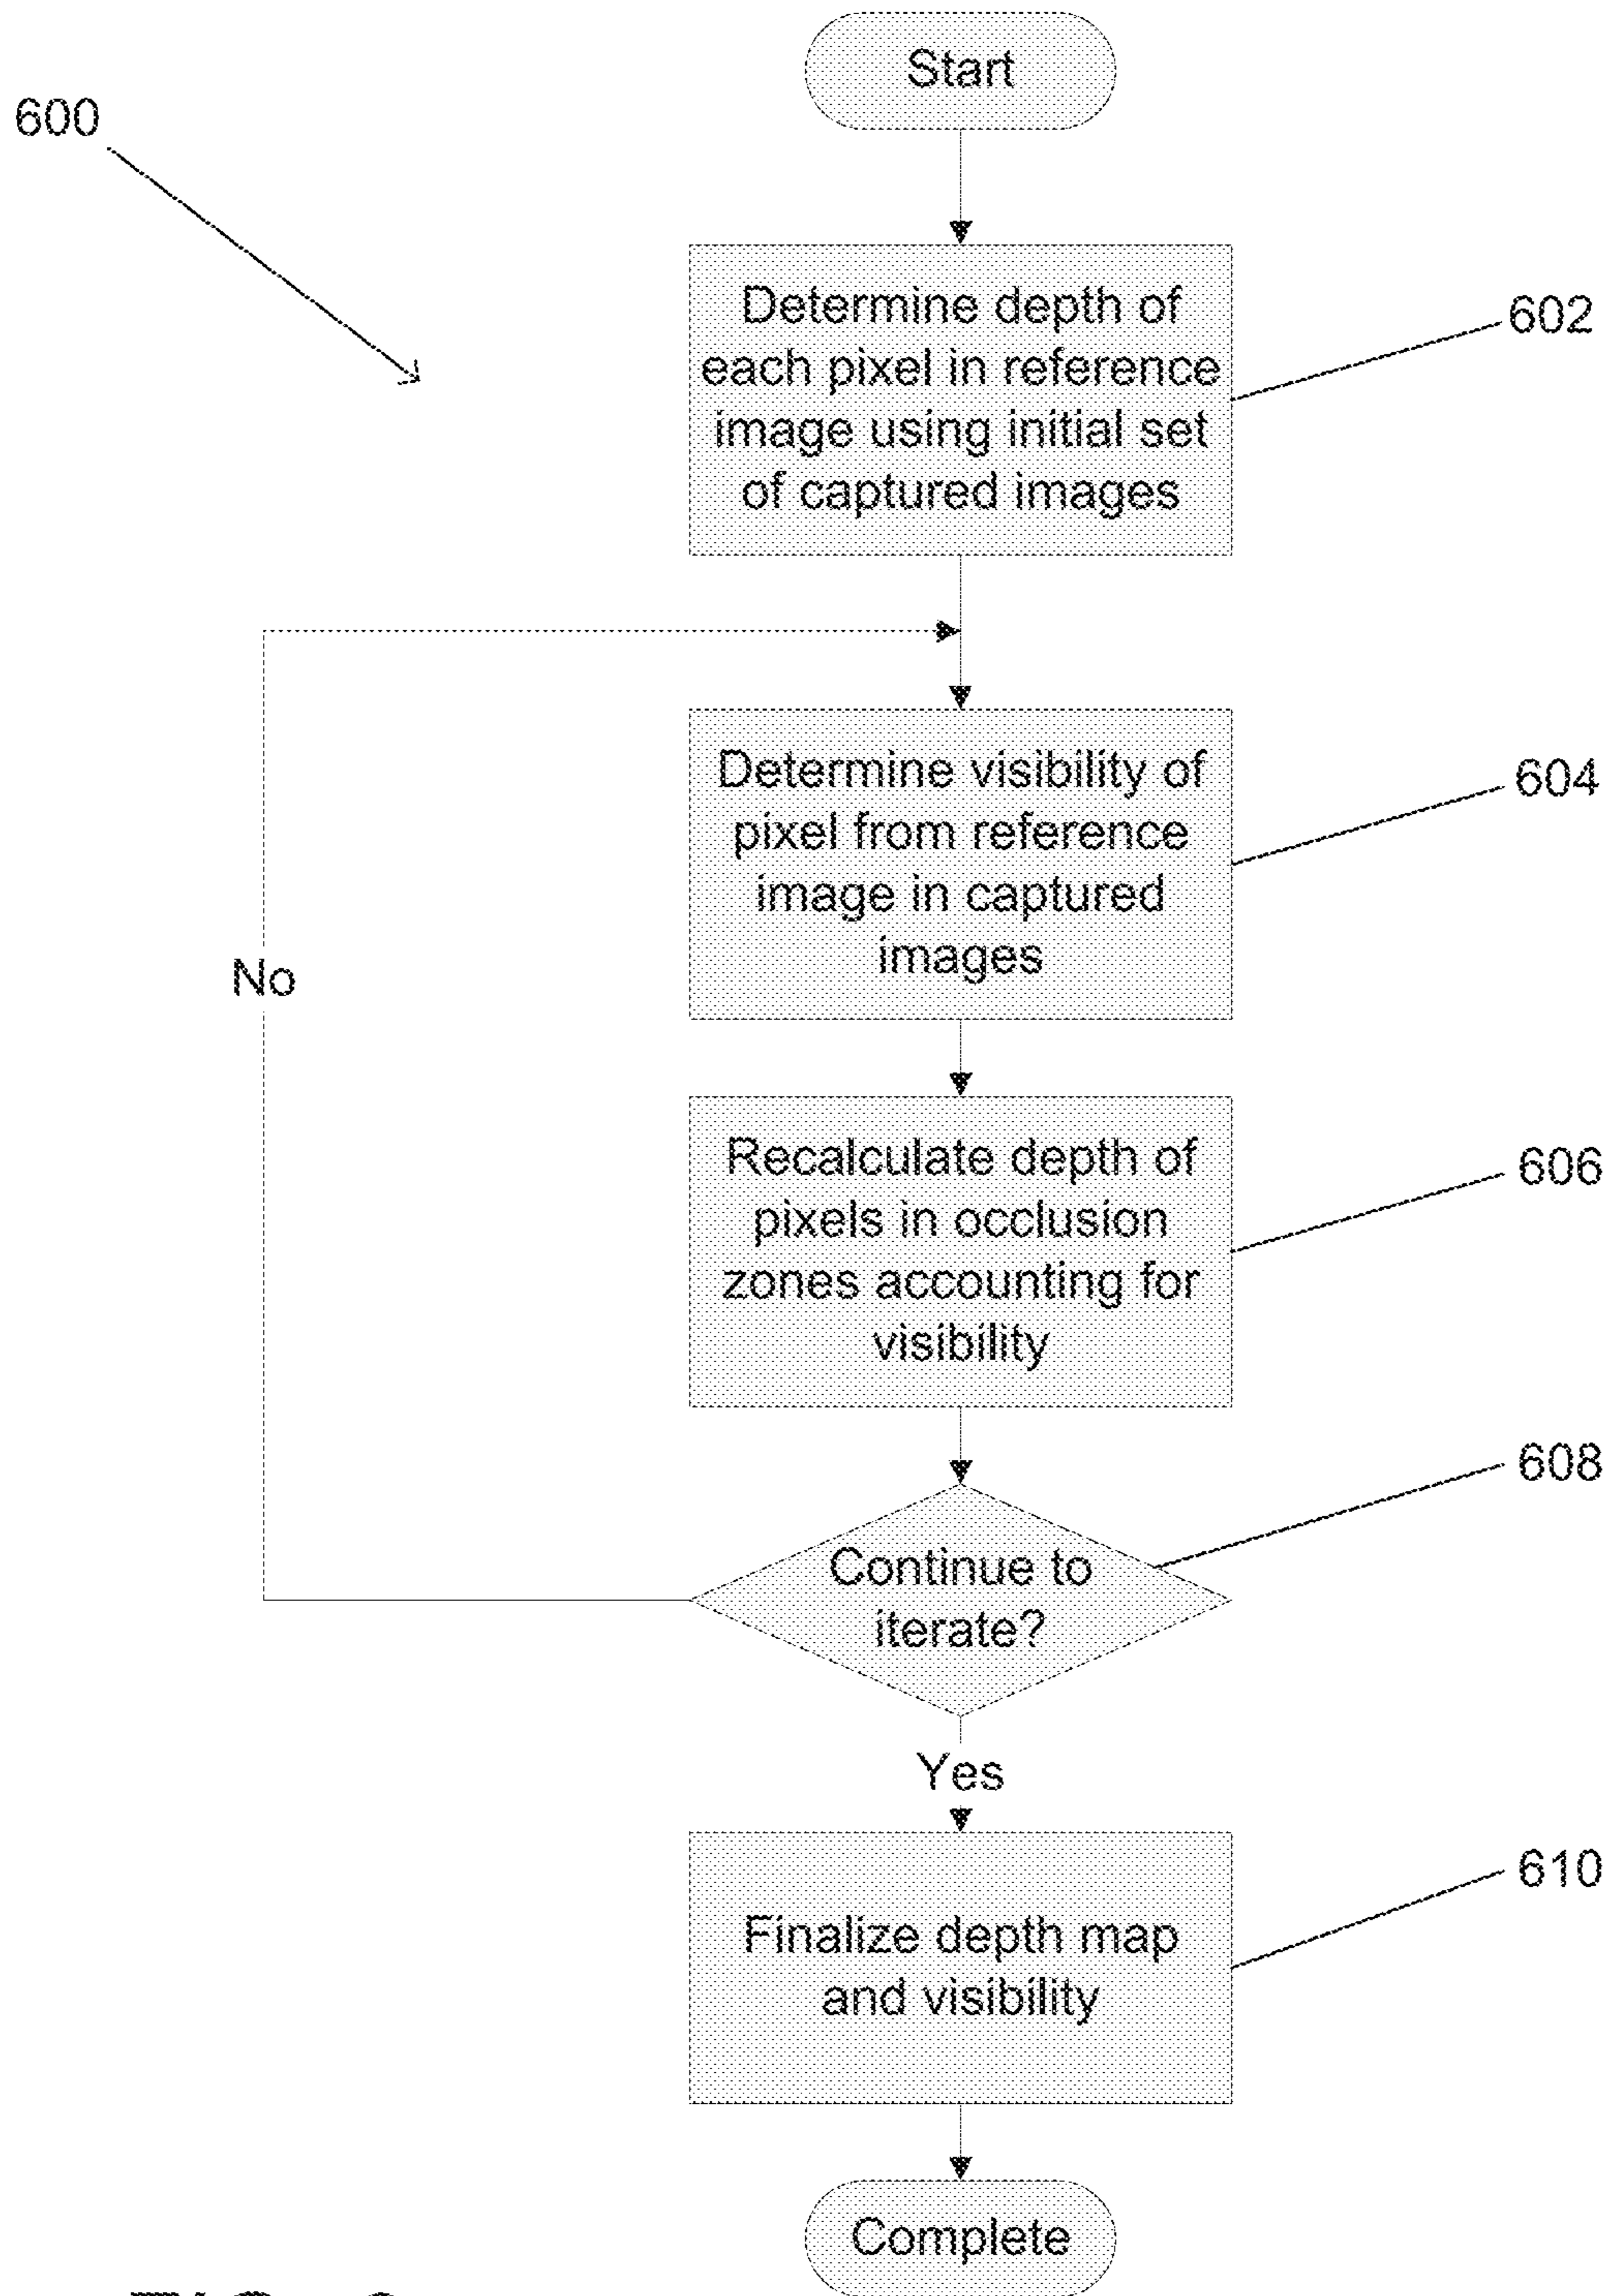 Start
600
Determine depth of
each pixel in reference
image using initial set
of captured images
602
Determine visibility of
pixel from reference
image in captured
images
604
No
Recalculate depth of
pixels in occlusion
zones accounting for
visibility
606
Continue to
iterate?
608
Yes
Finalize depth map
and visibility
610
Complete